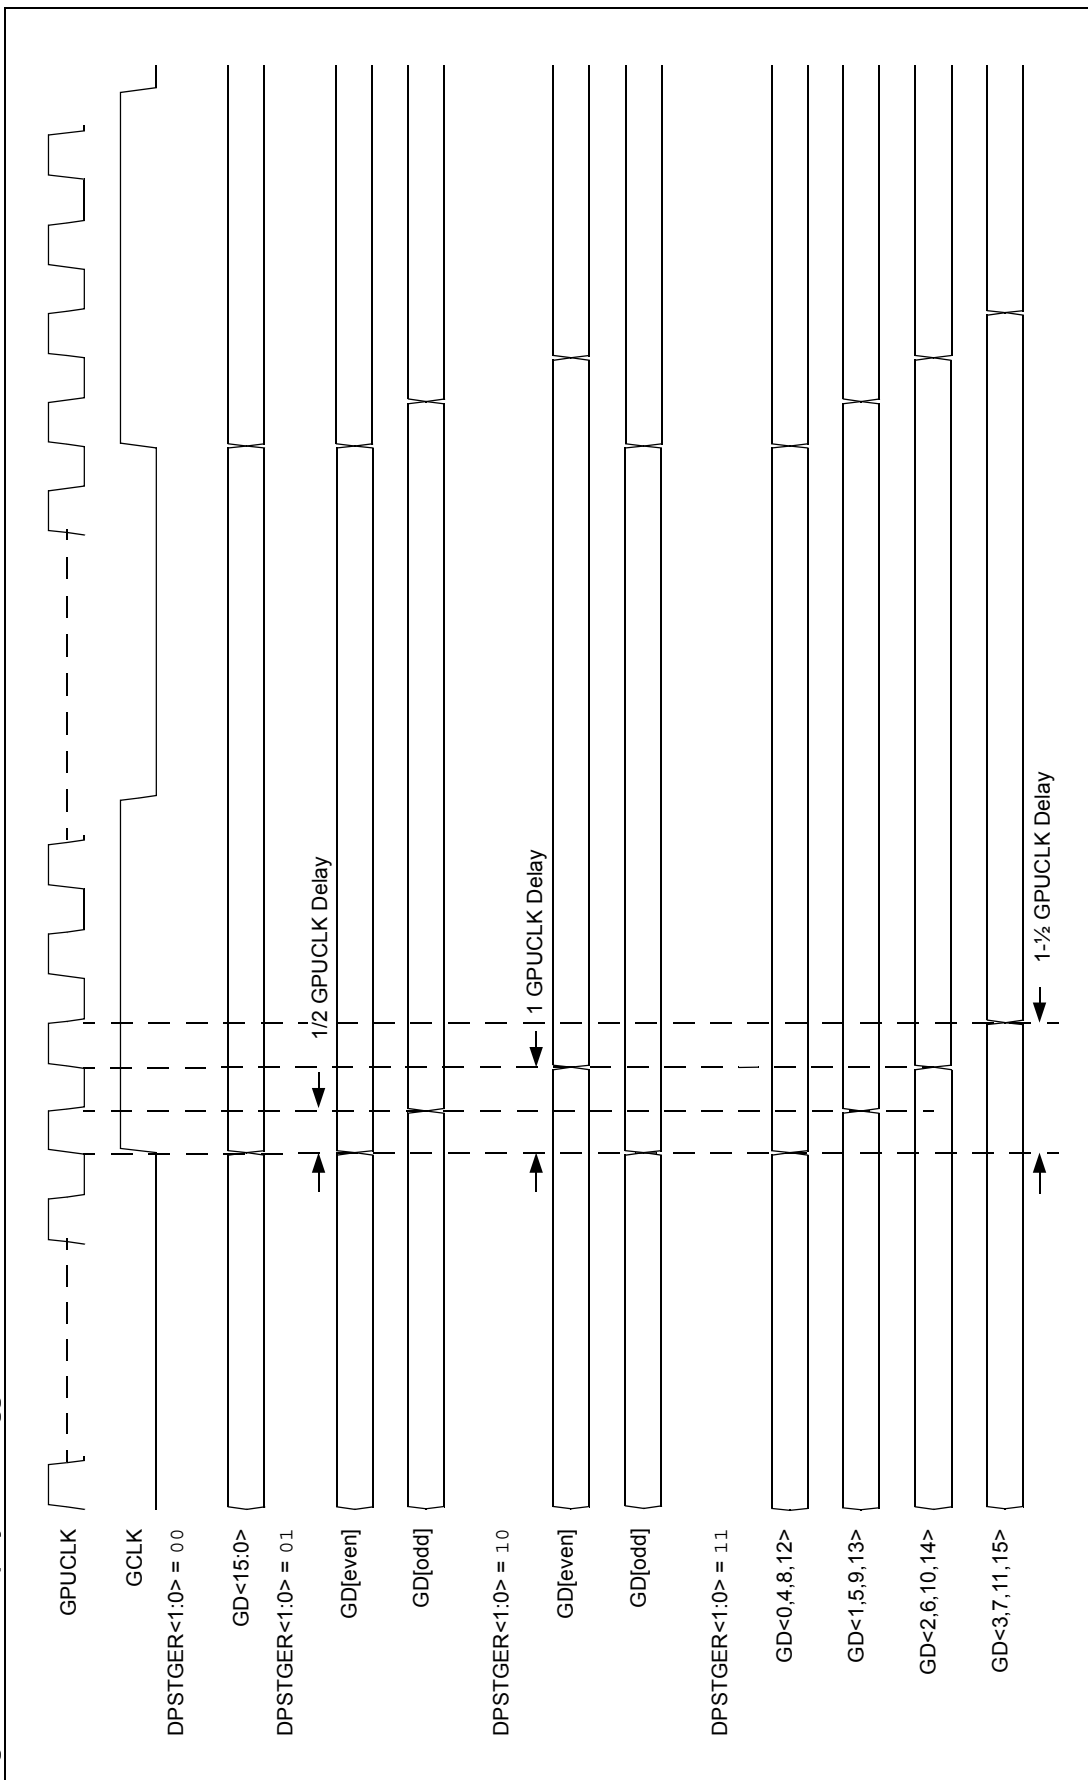 GPUCLK
GCLK
DPSTGER<1:0> = 00
GD<15:0>
DPSTGER<1:0> = 01
1/2 GPUCLK Delay
GD[even]
GD[odd]
DPSTGER<1:0> = 10
1 GPUCLK Delay
GD[even]
GD[odd]
DPSTGER<1:0> = 11
GD<0,4,8,12>
GD<1,5,9,13>
GD<2,6,10,14>
GD<3,7,11,15>
1-½ GPUCLK Delay